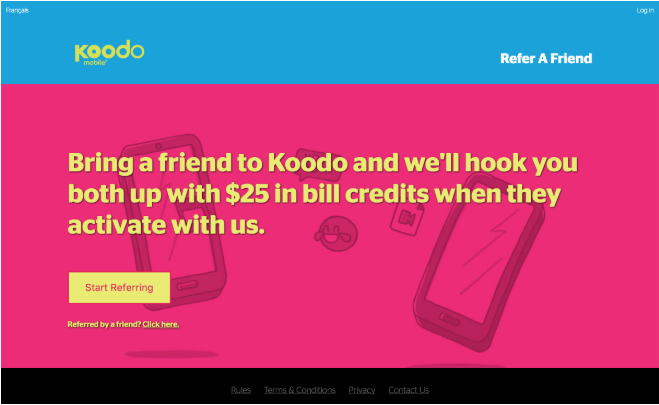 Français
Log in
koodo
mobile
Refer A Friend
Bring a friend to Koodo and we'll hook you
both up with $25 in bill credits when they
activate with us.
Start Referring
Referred by a friend? Click here.
Rules Terms & Conditions Privacy Contact Us